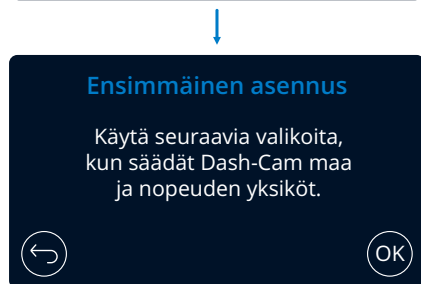 Ensimmäinen asennus
Käytä seuraavia valikoita,
kun säädät Dash-Cam maa
ja nopeuden yksiköt.
OK